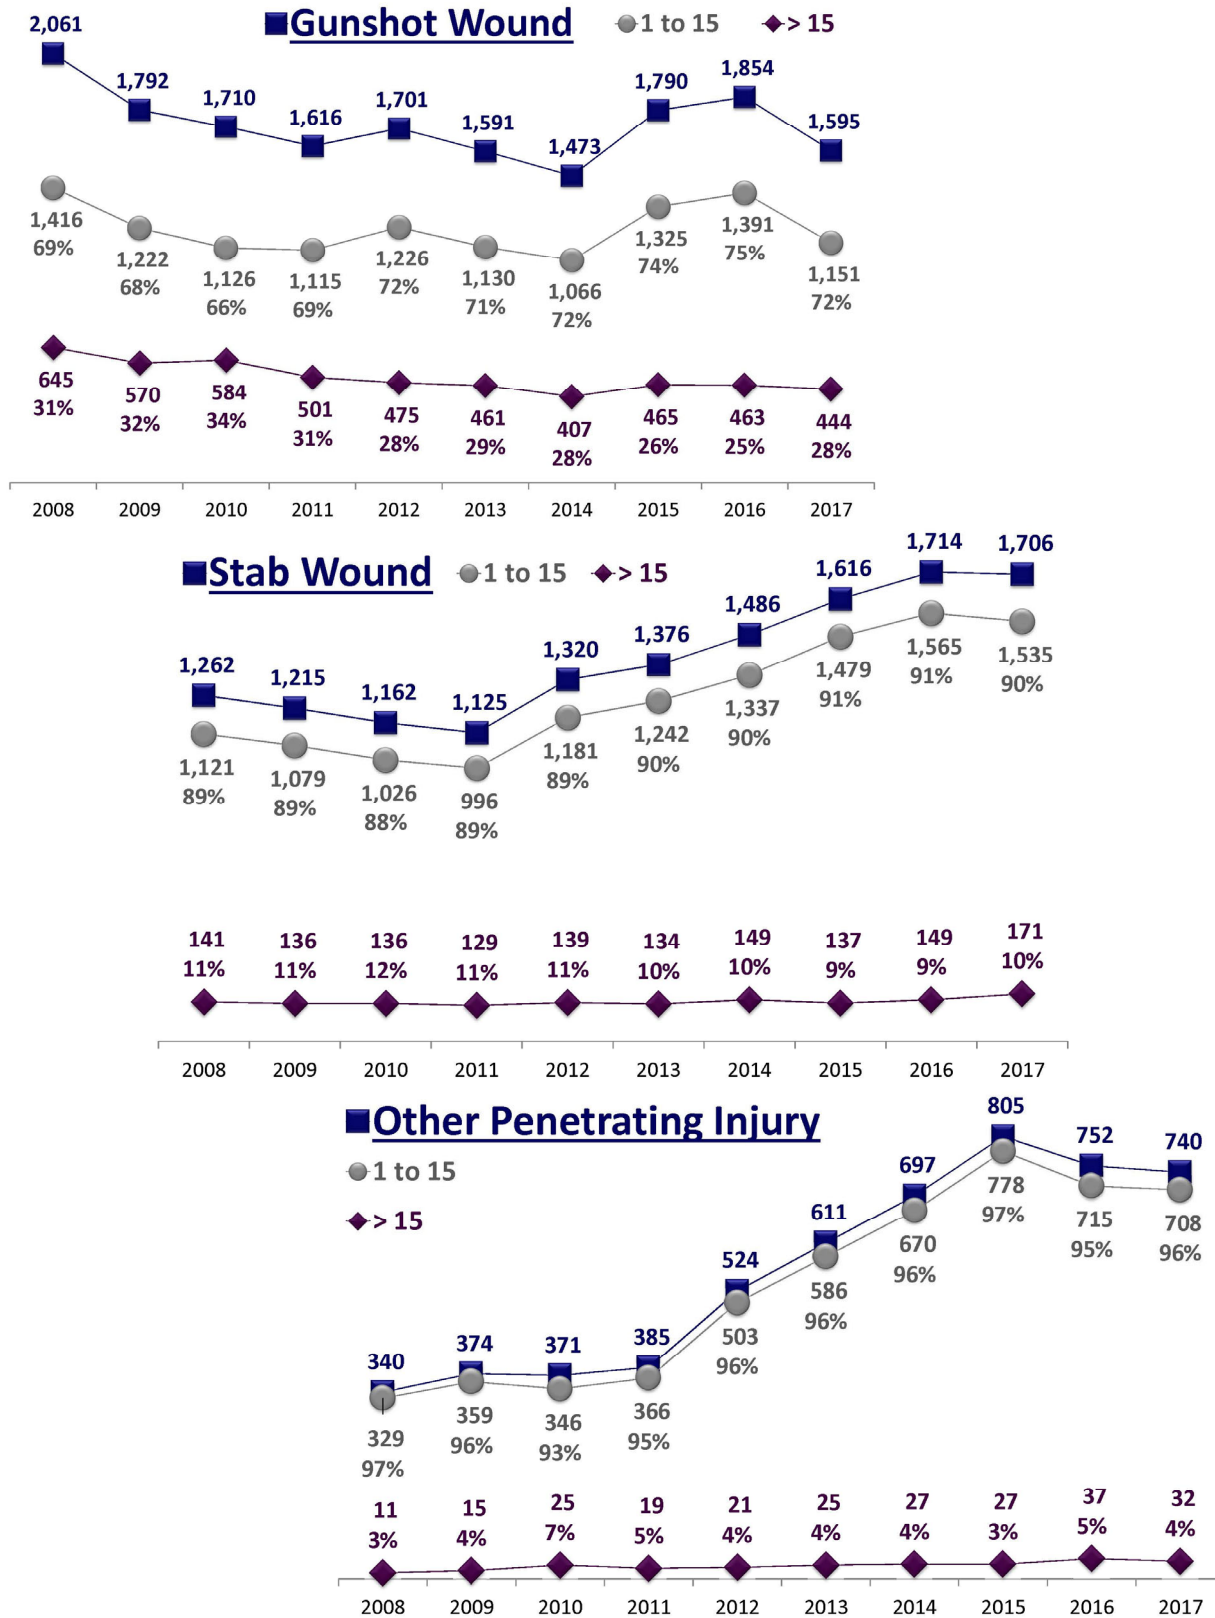 Gunshot Wound 1 to 15 > 15
2,061 1,792 1,710 1,616 1,701 1,591 1,473 1,790 1,854 1,595
1,416 1,222 1,126 1,115 1,226 1,130 1,066 1,325 1,391 1,151
69% 68% 66% 69% 72% 71% 72% 74% 75% 72%
645 570 584 501 475 461 407 465 463 444
31% 32% 34% 31% 28% 29% 28% 26% 25% 28%
2008 2009 2010 2011 2012 2013 2014 2015 2016 2017
Stab Wound 1 to 15 > 15
1,262 1,215 1,162 1,125 1,320 1,376 1,486 1,616 1,714 1,706
1,121 1,079 1,026 996 1,181 1,242 1,337 1,479 1,565 1,535
89% 89% 88% 89% 89% 90% 90% 91% 91% 90%
141 136 136 129 139 134 149 137 149 171
11% 11% 12% 11% 11% 10% 10% 9% 9% 10%
2008 2009 2010 2011 2012 2013 2014 2015 2016 2017
Other Penetrating Injury
1 to 15
> 15
340 374 371 385 524 611 697 805 752 740
329 359 346 366 503 586 670 778 715 708
97% 96% 93% 95% 96% 96% 96% 97% 95% 96%
11 15 25 19 21 25 27 27 37 32
3% 4% 7% 5% 4% 4% 4% 3% 5% 4%
2008 2009 2010 2011 2012 2013 2014 2015 2016 2017